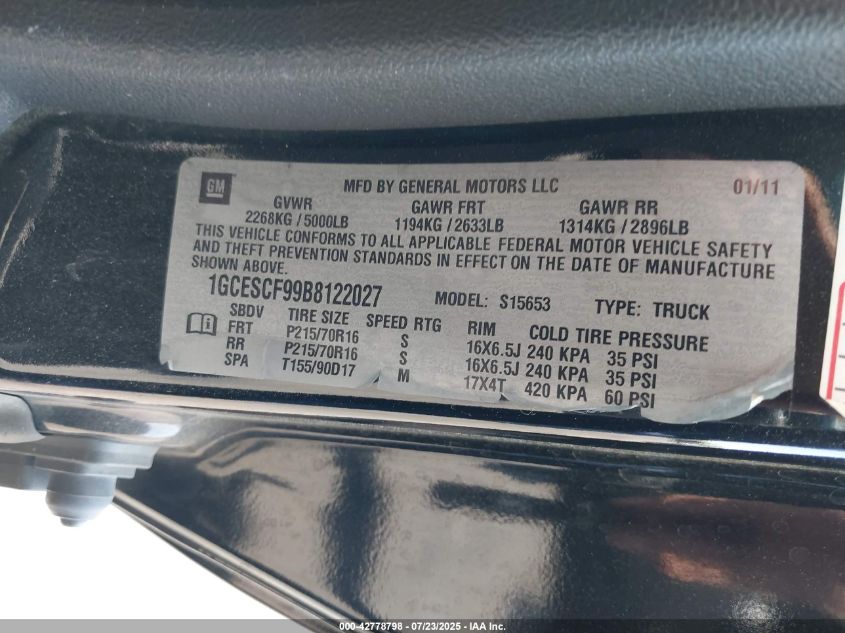 GM
MFD BY GENERAL MOTORS LLC 01/11
GVWR GAWR FRT GAWR RR
2268KG / 5000LB 1194KG / 2633LB 1314KG / 2896LB
THIS VEHICLE CONFORMS TO ALL APPLICABLE FEDERAL MOTOR VEHICLE SAFETY
AND THEFT PREVENTION STANDARDS IN EFFECT ON THE DATE OF MANUFACTURE
SHOWN ABOVE.
1GCESCF99B8122027 MODEL: S15653 TYPE: TRUCK
SBDV TIRE SIZE SPEED RTG RIM COLD TIRE PRESSURE
FRT P215/70R16 S 16X6.5J 240 KPA 35 PSI
RR P215/70R16 S 16X6.5J 240 KPA 35 PSI
SPA T155/90D17 M 17X4T 420 KPA 60 PSI
000-42778798 - 07/23/2025 - IAA Inc.